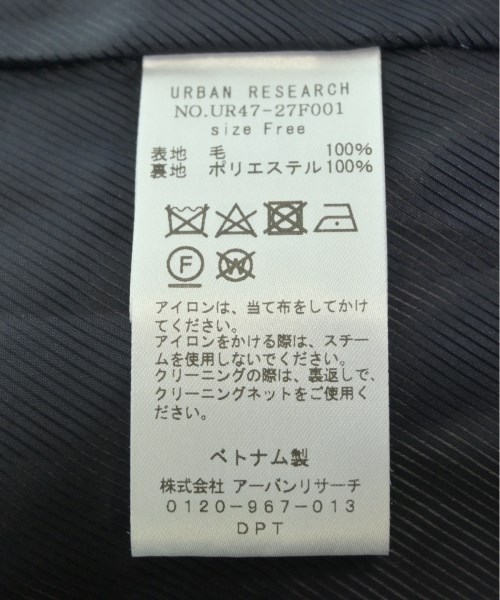 URBAN RESEARCH
NO.UR47-27F001
size Free
表地 毛 100%
裏地 ポリエステル100%
F W
アイロンは、当て布をしてかけ
てください。
アイロンをかける際は、スチー
ムを使用しないでください。
クリーニングの際は、裏返しで、
クリーニングネットをご使用く
ださい。
ベトナム製
株式会社 アーバンリサーチ
0120-967-013
DPT